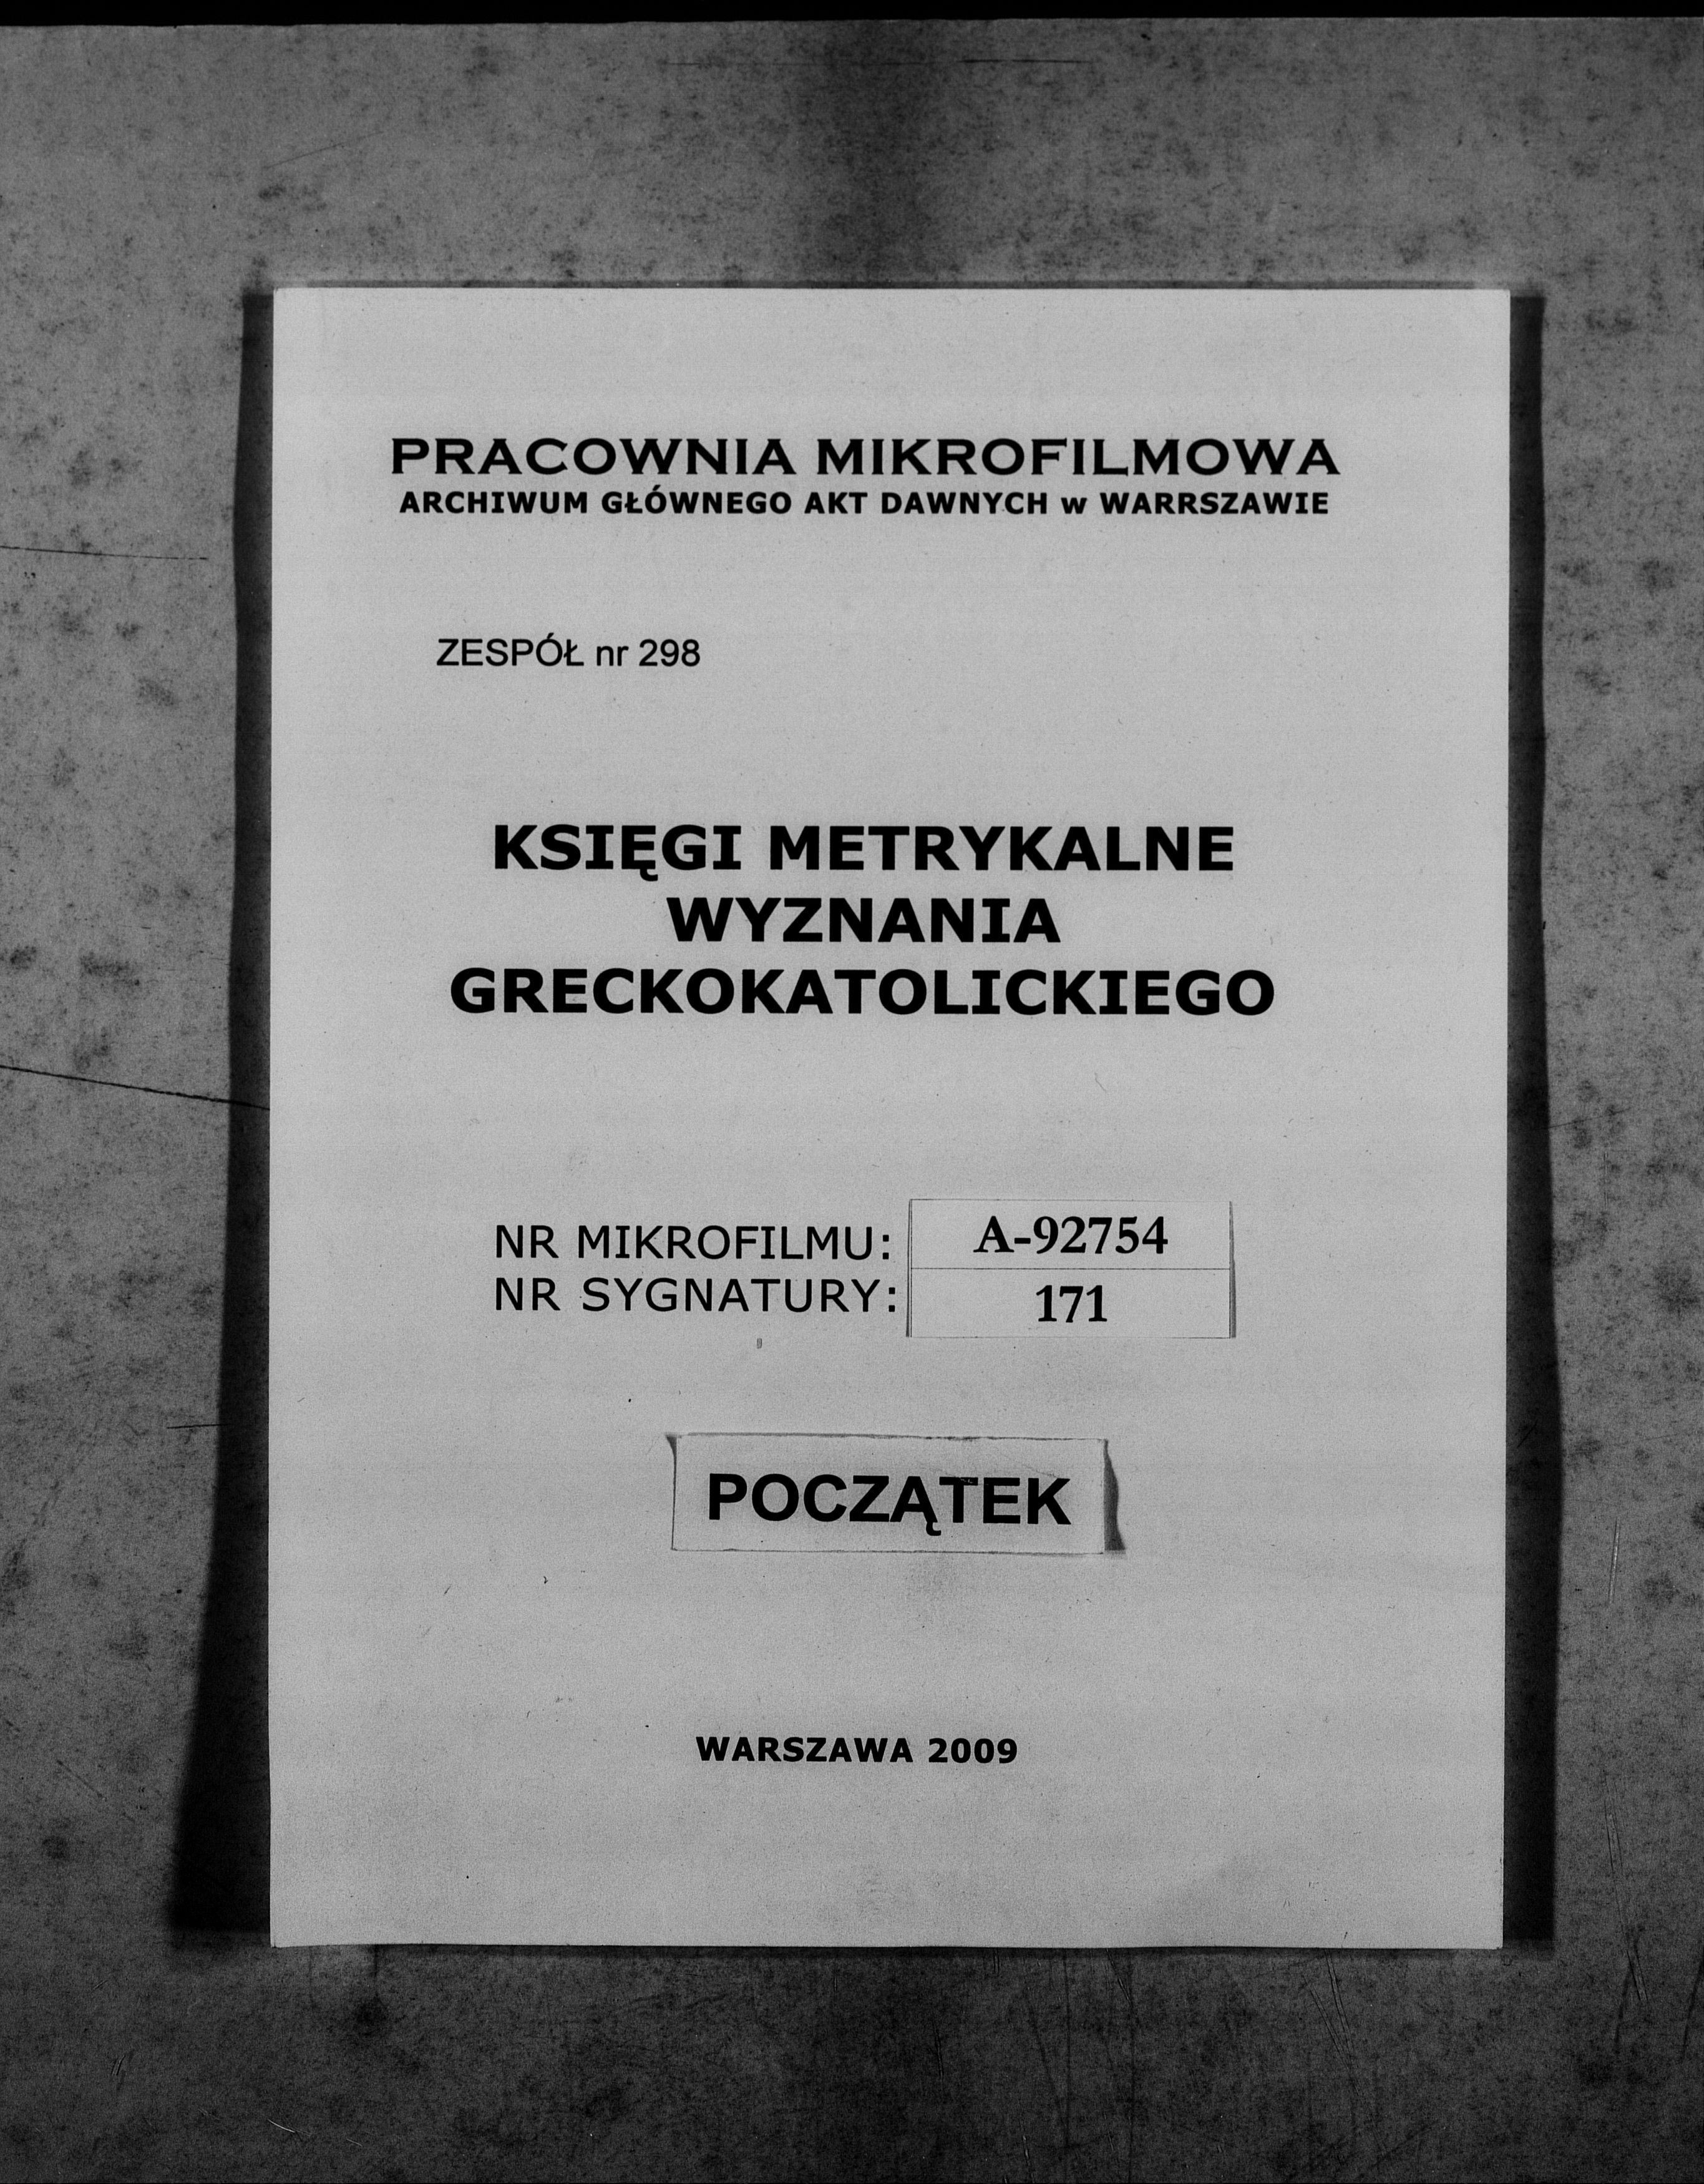 PRACOWNIA MIKROFILMOWA
ARCHIWUM GŁÓWNEGO AKT DAWNYCH w WARRSZAWIE
ZESPÓŁ nr 298
KSIĘGI METRYKALNE
WYZNANIA
GRECKOKATOLICKIEGO
NR MIKROFILMU: A-92754
NR SYGNATURY: 171
POCZĄTEK
WARSZAWA 2009